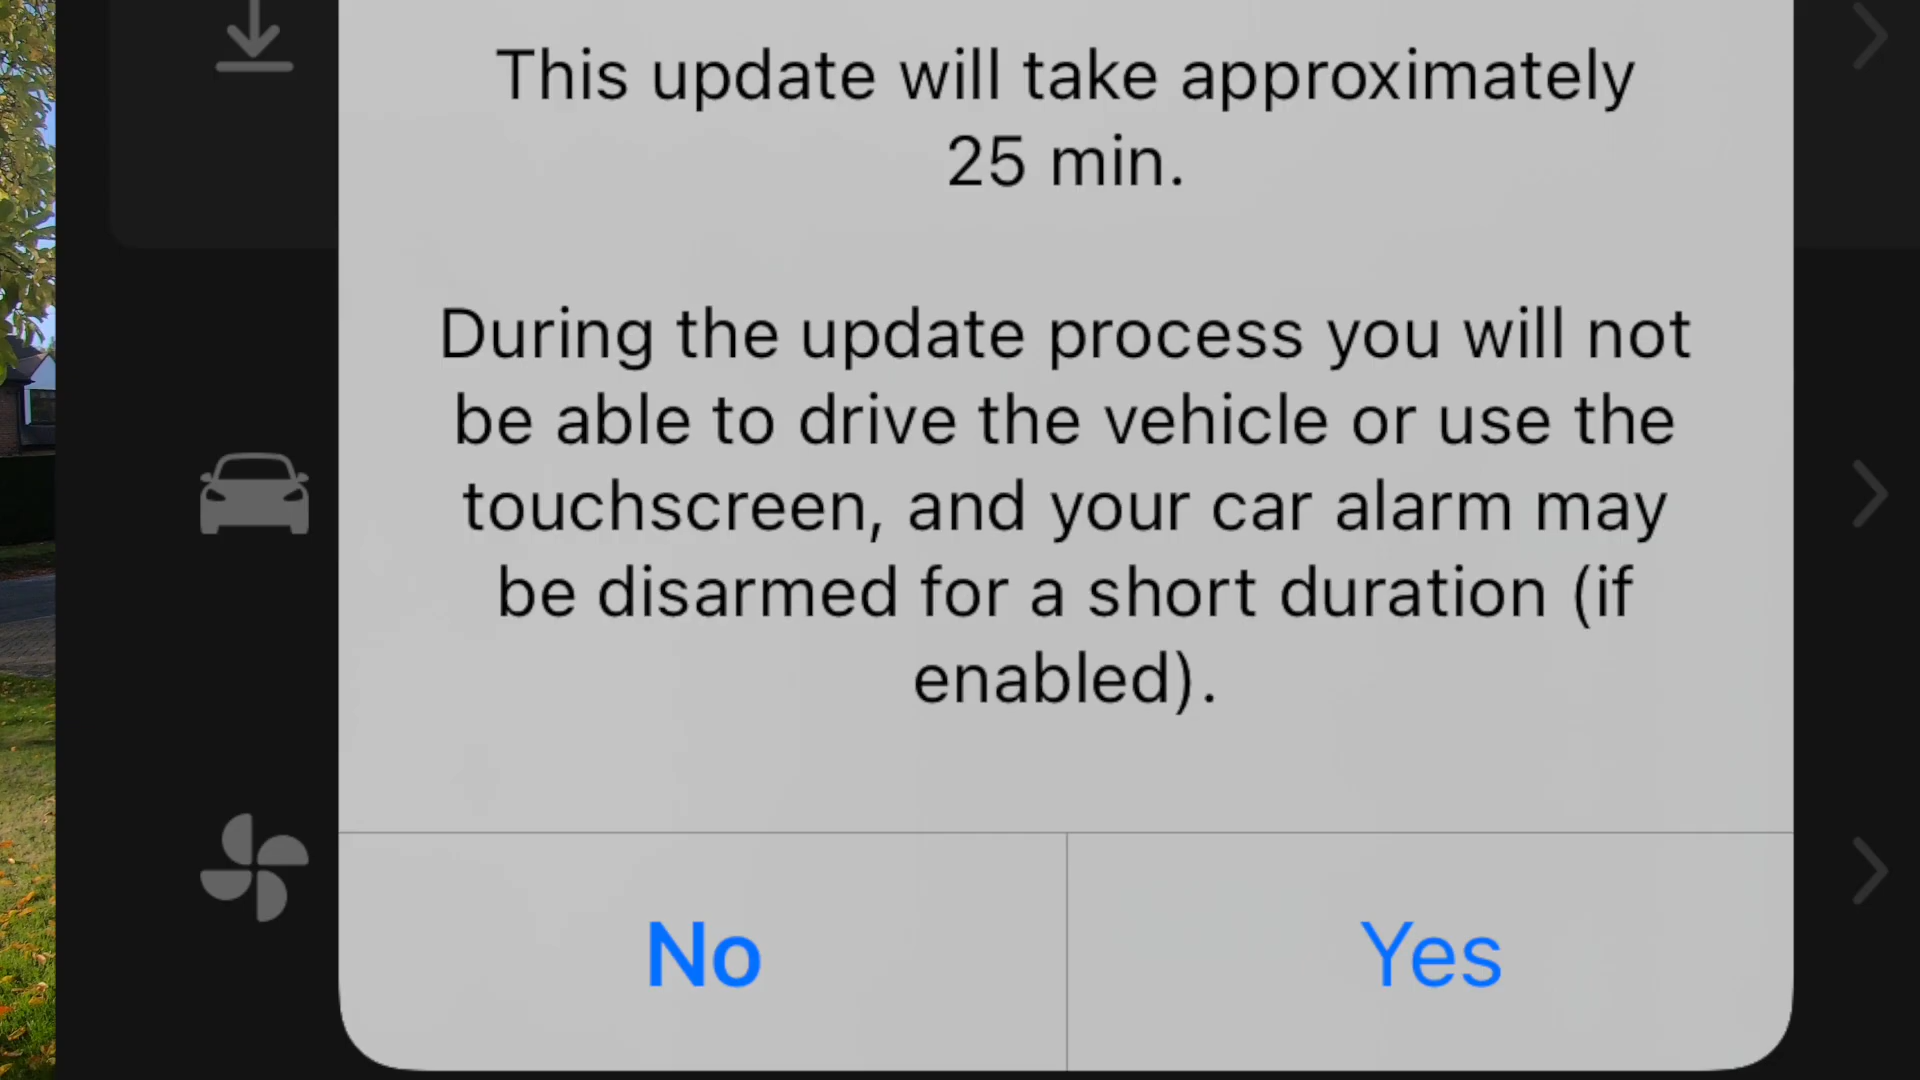 This update will take approximately
25 min.
During the update process you will not
be able to drive the vehicle or use the
touchscreen, and your car alarm may
be disarmed for a short duration (if
enabled).
No
Yes